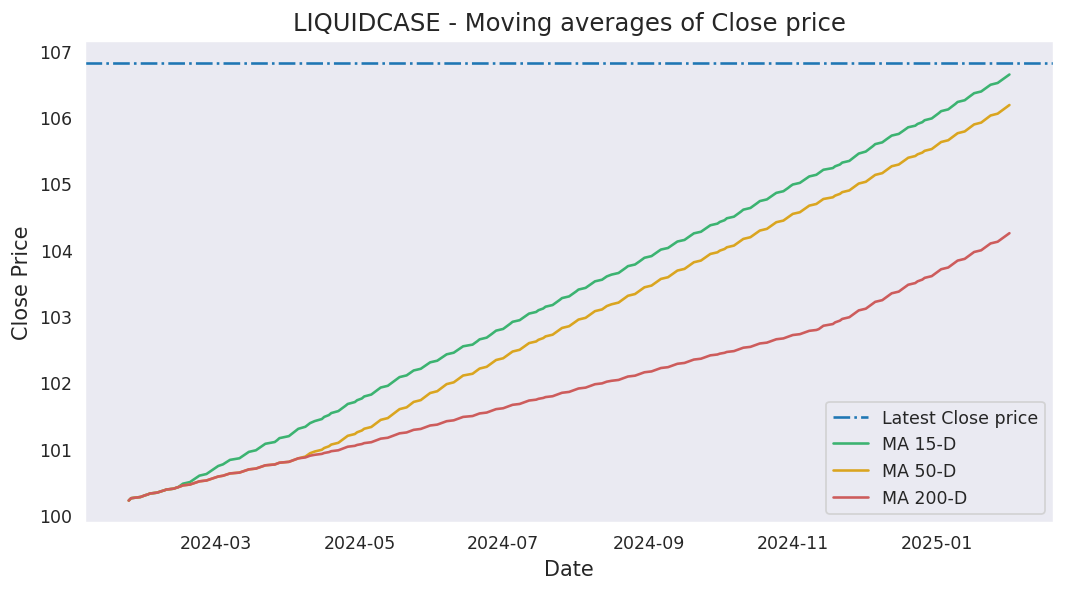 LIQUIDCASE - Moving averages of Close price
107
106
105
104
103
102
101
100
Close Price
2024-03
2024-05
2024-07
2024-09
2024-11
2025-01
Date
Latest Close price
MA 15-D
MA 50-D
MA 200-D